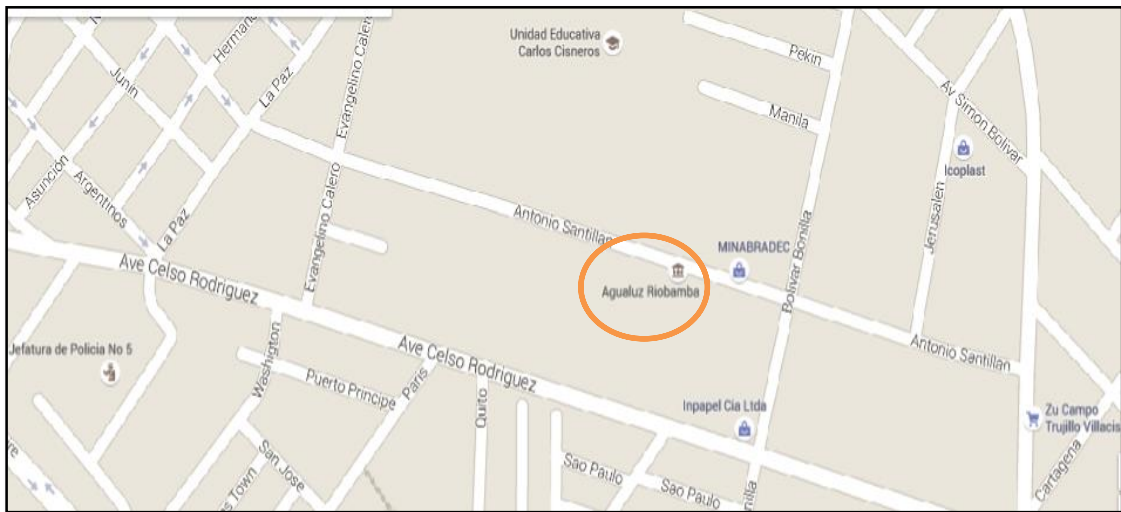 Unidad Educativa
Carlos Cisneros
Pekin
Manila
Av Simon Bolivar
Icoplast
Jerusalen
Junin
La Paz
Evangelino Calero
Evangelino Calero
Asunción
Argentinos
La Paz
Antonio Santillan
MINABRADEC
Agualuz Riobamba
Bolivar Bonilla
Antonio Santillan
Ave Celso Rodriguez
Jefatura de Policia No 5
Washington
Puerto Principe
Paris
Ave Celso Rodriguez
Quito
Inpapel Cia Ltda
Zu Campo
Trujillo Villacis
Cartagena
San Jose
Sao Paulo
Sao Paulo